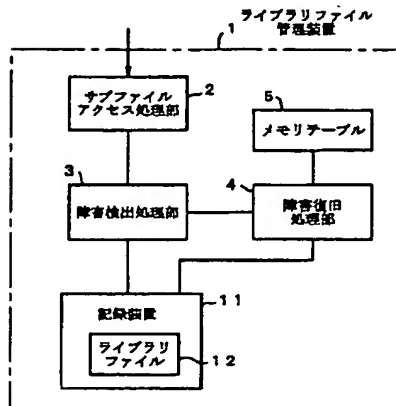 ライブラリファイル
管理装置
1
サブファイル
アクセス処理部
2
5
メモリテーブル
3
障害検出処理部
4
障害復旧
処理部
11
記録装置
ライブラリ
ファイル
12